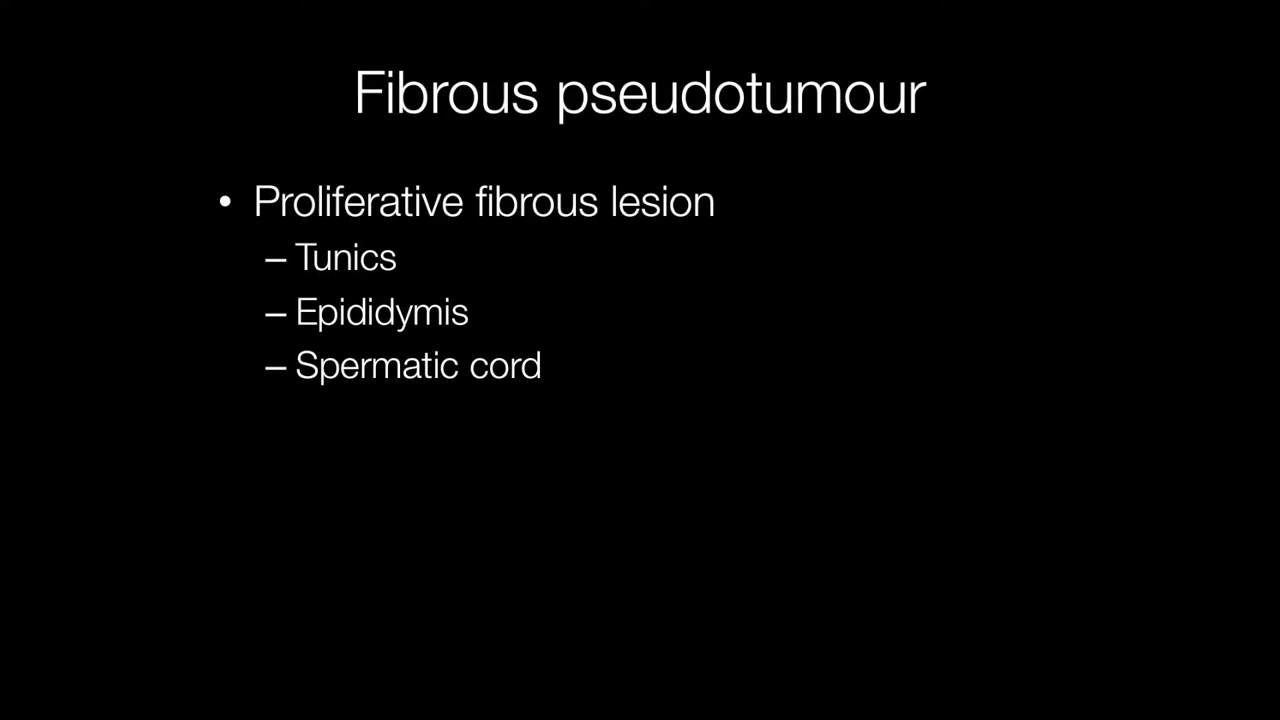 Fibrous pseudotumour
• Proliferative fibrous lesion
– Tunics
– Epididymis
– Spermatic cord